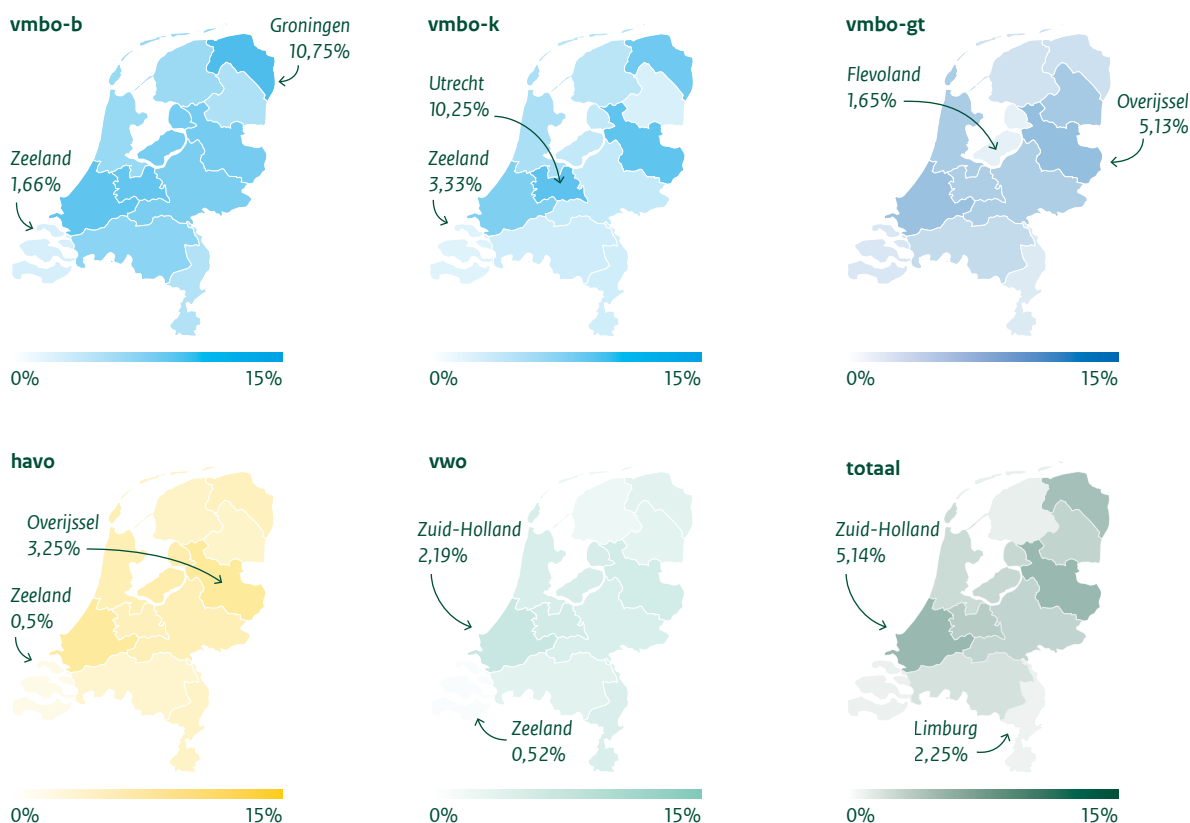 vmbo-b
Groningen
10,75%
Zeeland
1,66%
0%
15%
vmbo-k
Utrecht
10,25%
Zeeland
3,33%
0%
15%
vmbo-gt
Flevoland
1,65%
Overijssel
5,13%
0%
15%
havo
Overijssel
3,25%
Zeeland
0,5%
0%
15%
vwo
Zuid-Holland
2,19%
Zeeland
0,52%
0%
15%
totaal
Zuid-Holland
5,14%
Limburg
2,25%
0%
15%